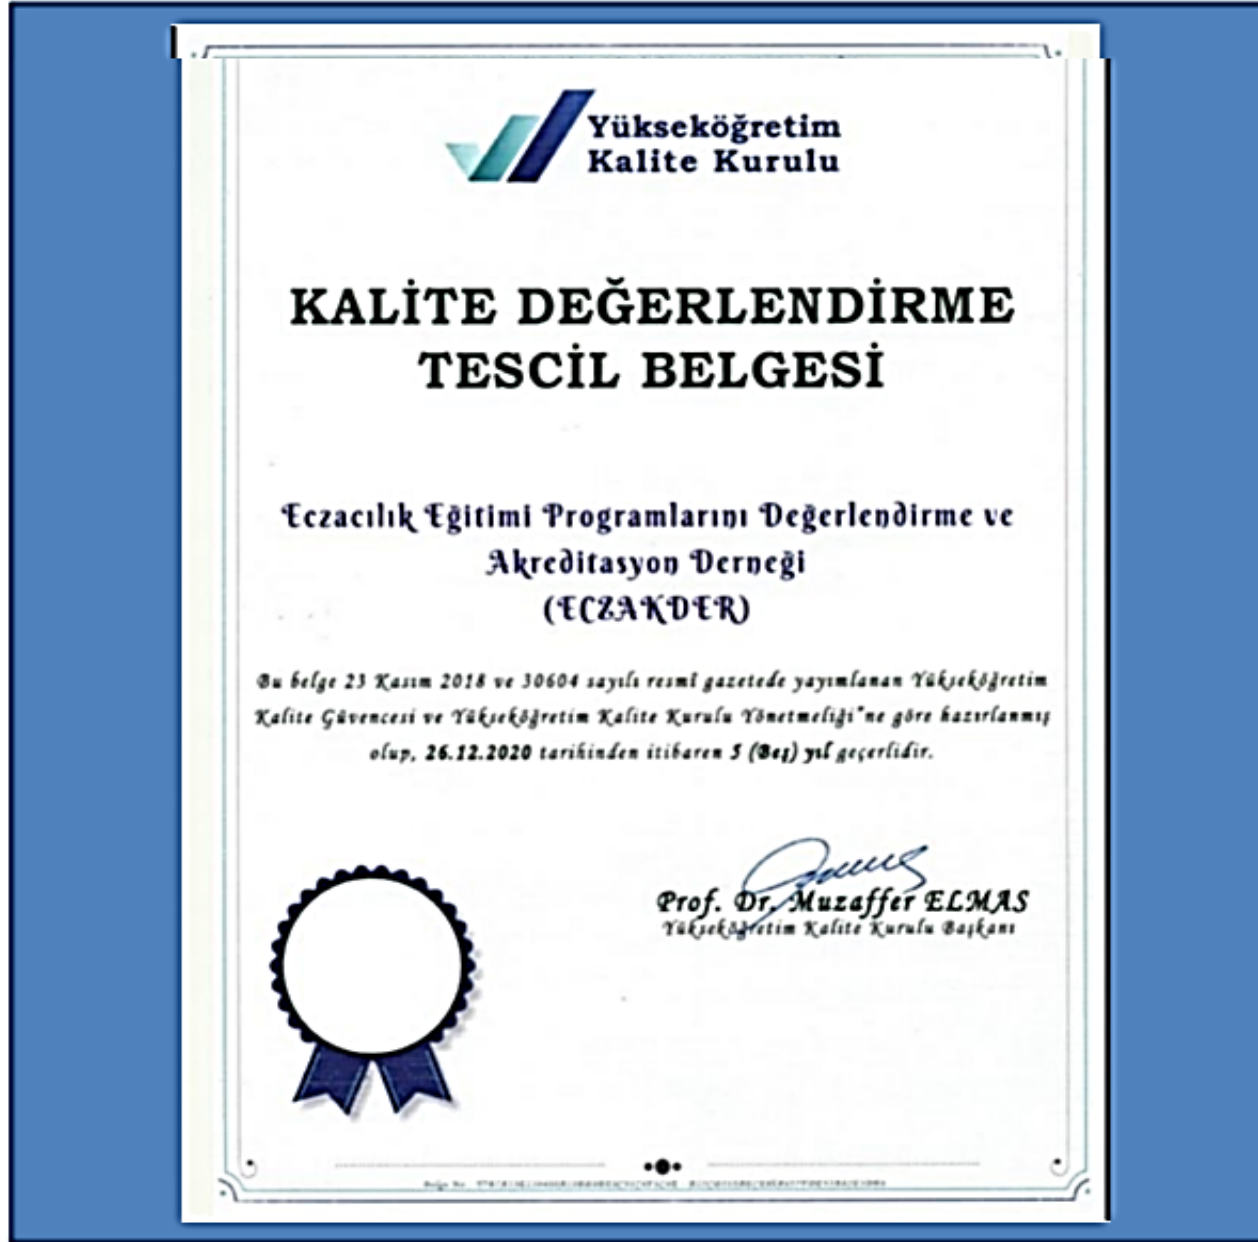 Yükseköğretim
Kalite Kurulu
KALİTE DEĞERLENDİRME
TESCİL BELGESİ
Eczacılık Eğitimi Programlarını Değerlendirme ve
Akreditasyon Derneği
(ECZAKDER)
Bu belge 23 Kasım 2018 ve 30604 sayılı resmî gazetede yayımlanan Yükseköğretim
Kalite Güvencesi ve Yükseköğretim Kalite Kurulu Yönetmeliği"ne göre hazırlanmış
olup, 26.12.2020 tarihinden itibaren 5 (Beş) yıl geçerlidir.
Prof. Dr. Muzaffer ELMAS
Yükseköğretim Kalite Kurulu Başkanı
Belge No